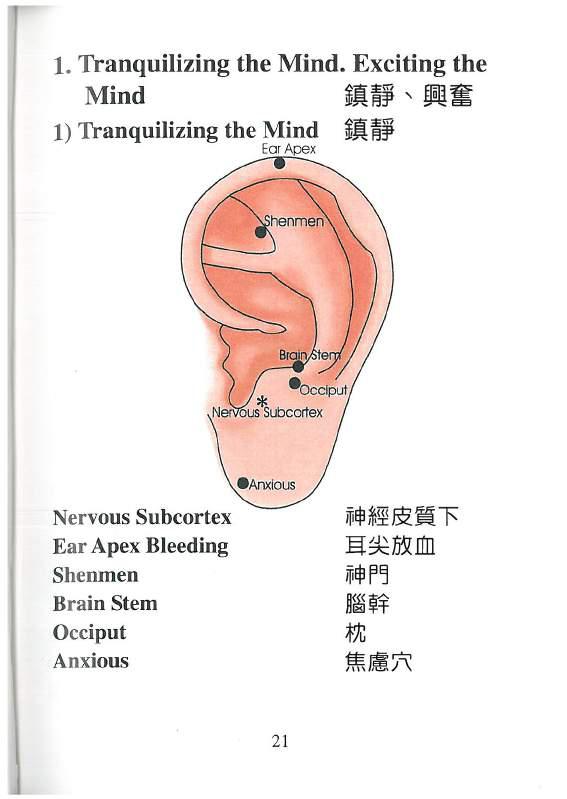 1. Tranquilizing the Mind. Exciting the
Mind 鎮靜、興奮
1) Tranquilizing the Mind 鎮靜
Ear Apex
Shenmen
Brain Stem
Occiput
*
Nervous Subcortex
Anxious
Nervous Subcortex 神經皮質下
Ear Apex Bleeding 耳尖放血
Shenmen 神門
Brain Stem 腦幹
Occiput 枕
Anxious 焦慮穴
21